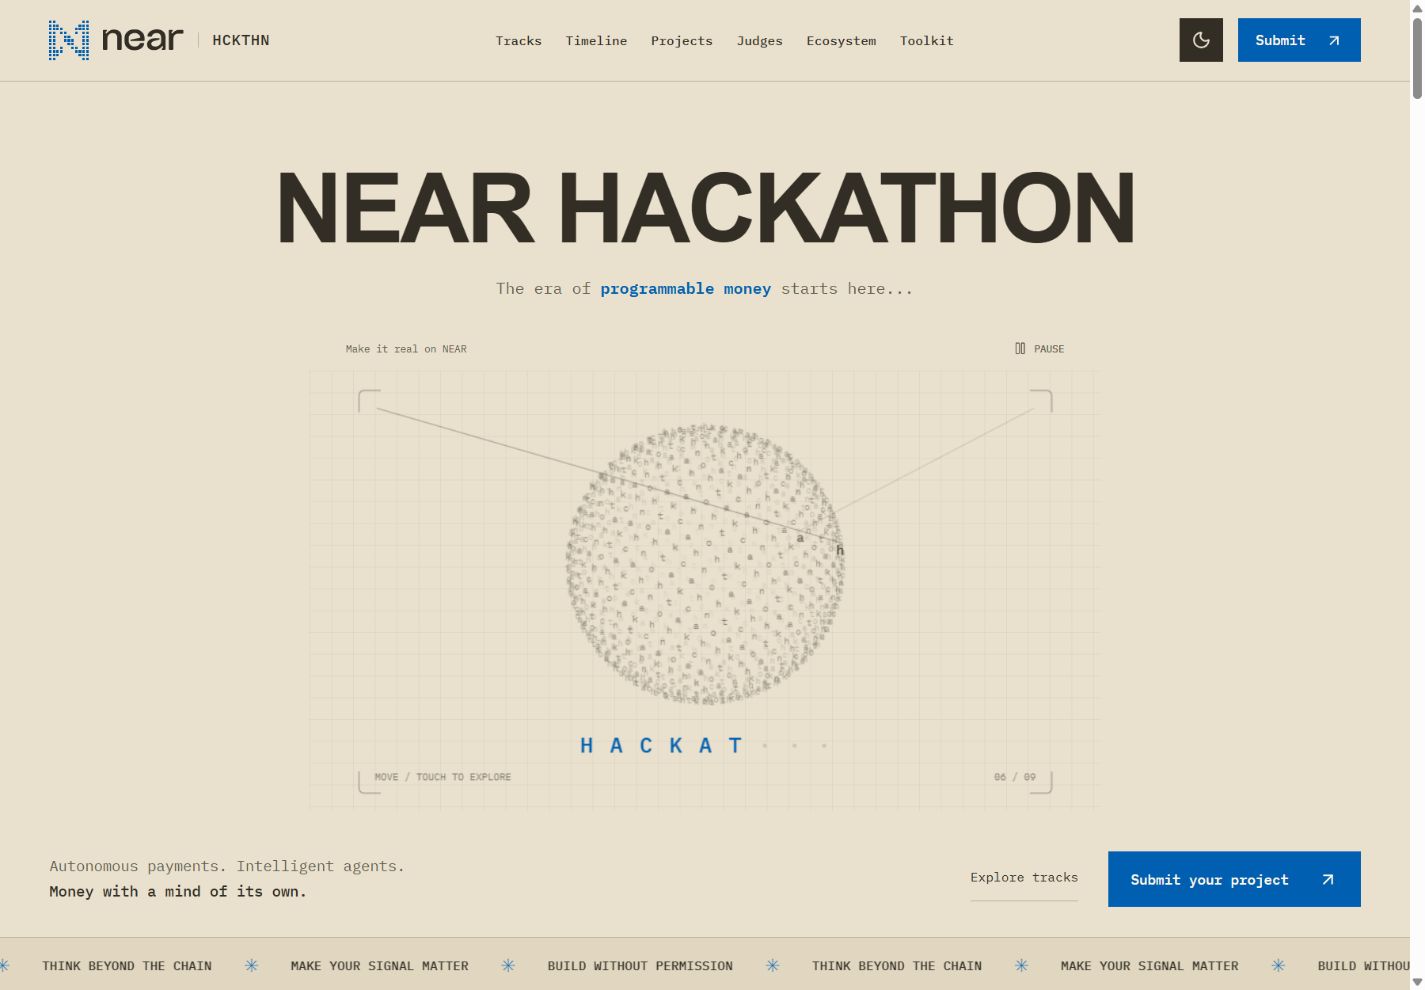 near HCKTHN Tracks Timeline Projects Judges Ecosystem Toolkit Submit
NEAR HACKATHON
The era of programmable money starts here...
Make it real on NEAR PAUSE
a
h
HACKAT···
MOVE / TOUCH TO EXPLORE 06 / 09
Autonomous payments. Intelligent agents.
Money with a mind of its own.
Explore tracks Submit your project
THINK BEYOND THE CHAIN MAKE YOUR SIGNAL MATTER BUILD WITHOUT PERMISSION THINK BEYOND THE CHAIN MAKE YOUR SIGNAL MATTER BUILD WITHOU